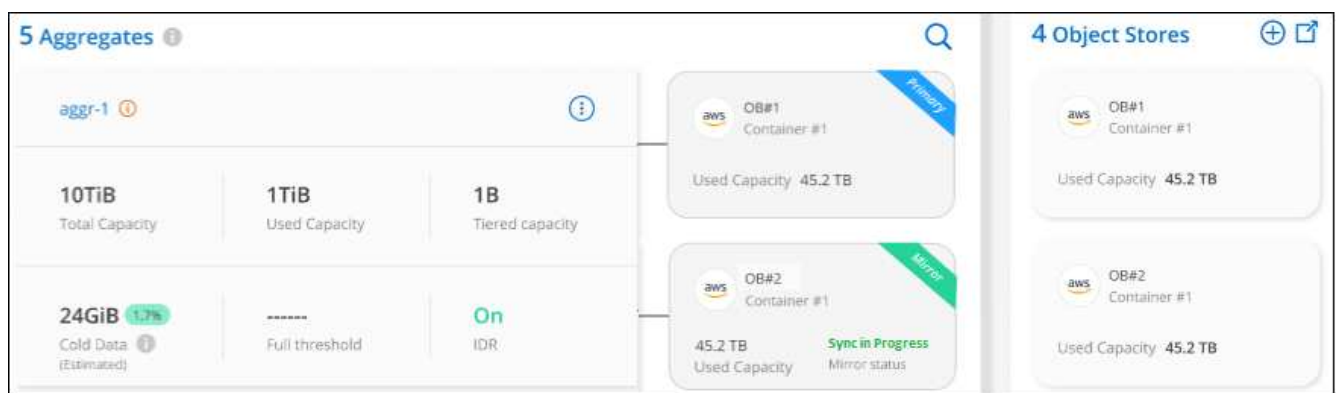 5 Aggregates
aggr-1
10TiB
Total Capacity
1TiB
Used Capacity
1B
Tiered capacity
24GiB 1.7%
Cold Data
(Estimated)
------
Full threshold
On
IDR
Primary
aws
OB#1
Container #1
Used Capacity 45.2 TB
Mirror
aws
OB#2
Container #1
45.2 TB
Used Capacity
Sync in Progress
Mirror status
4 Object Stores
aws
OB#1
Container #1
Used Capacity 45.2 TB
aws
OB#2
Container #1
Used Capacity 45.2 TB